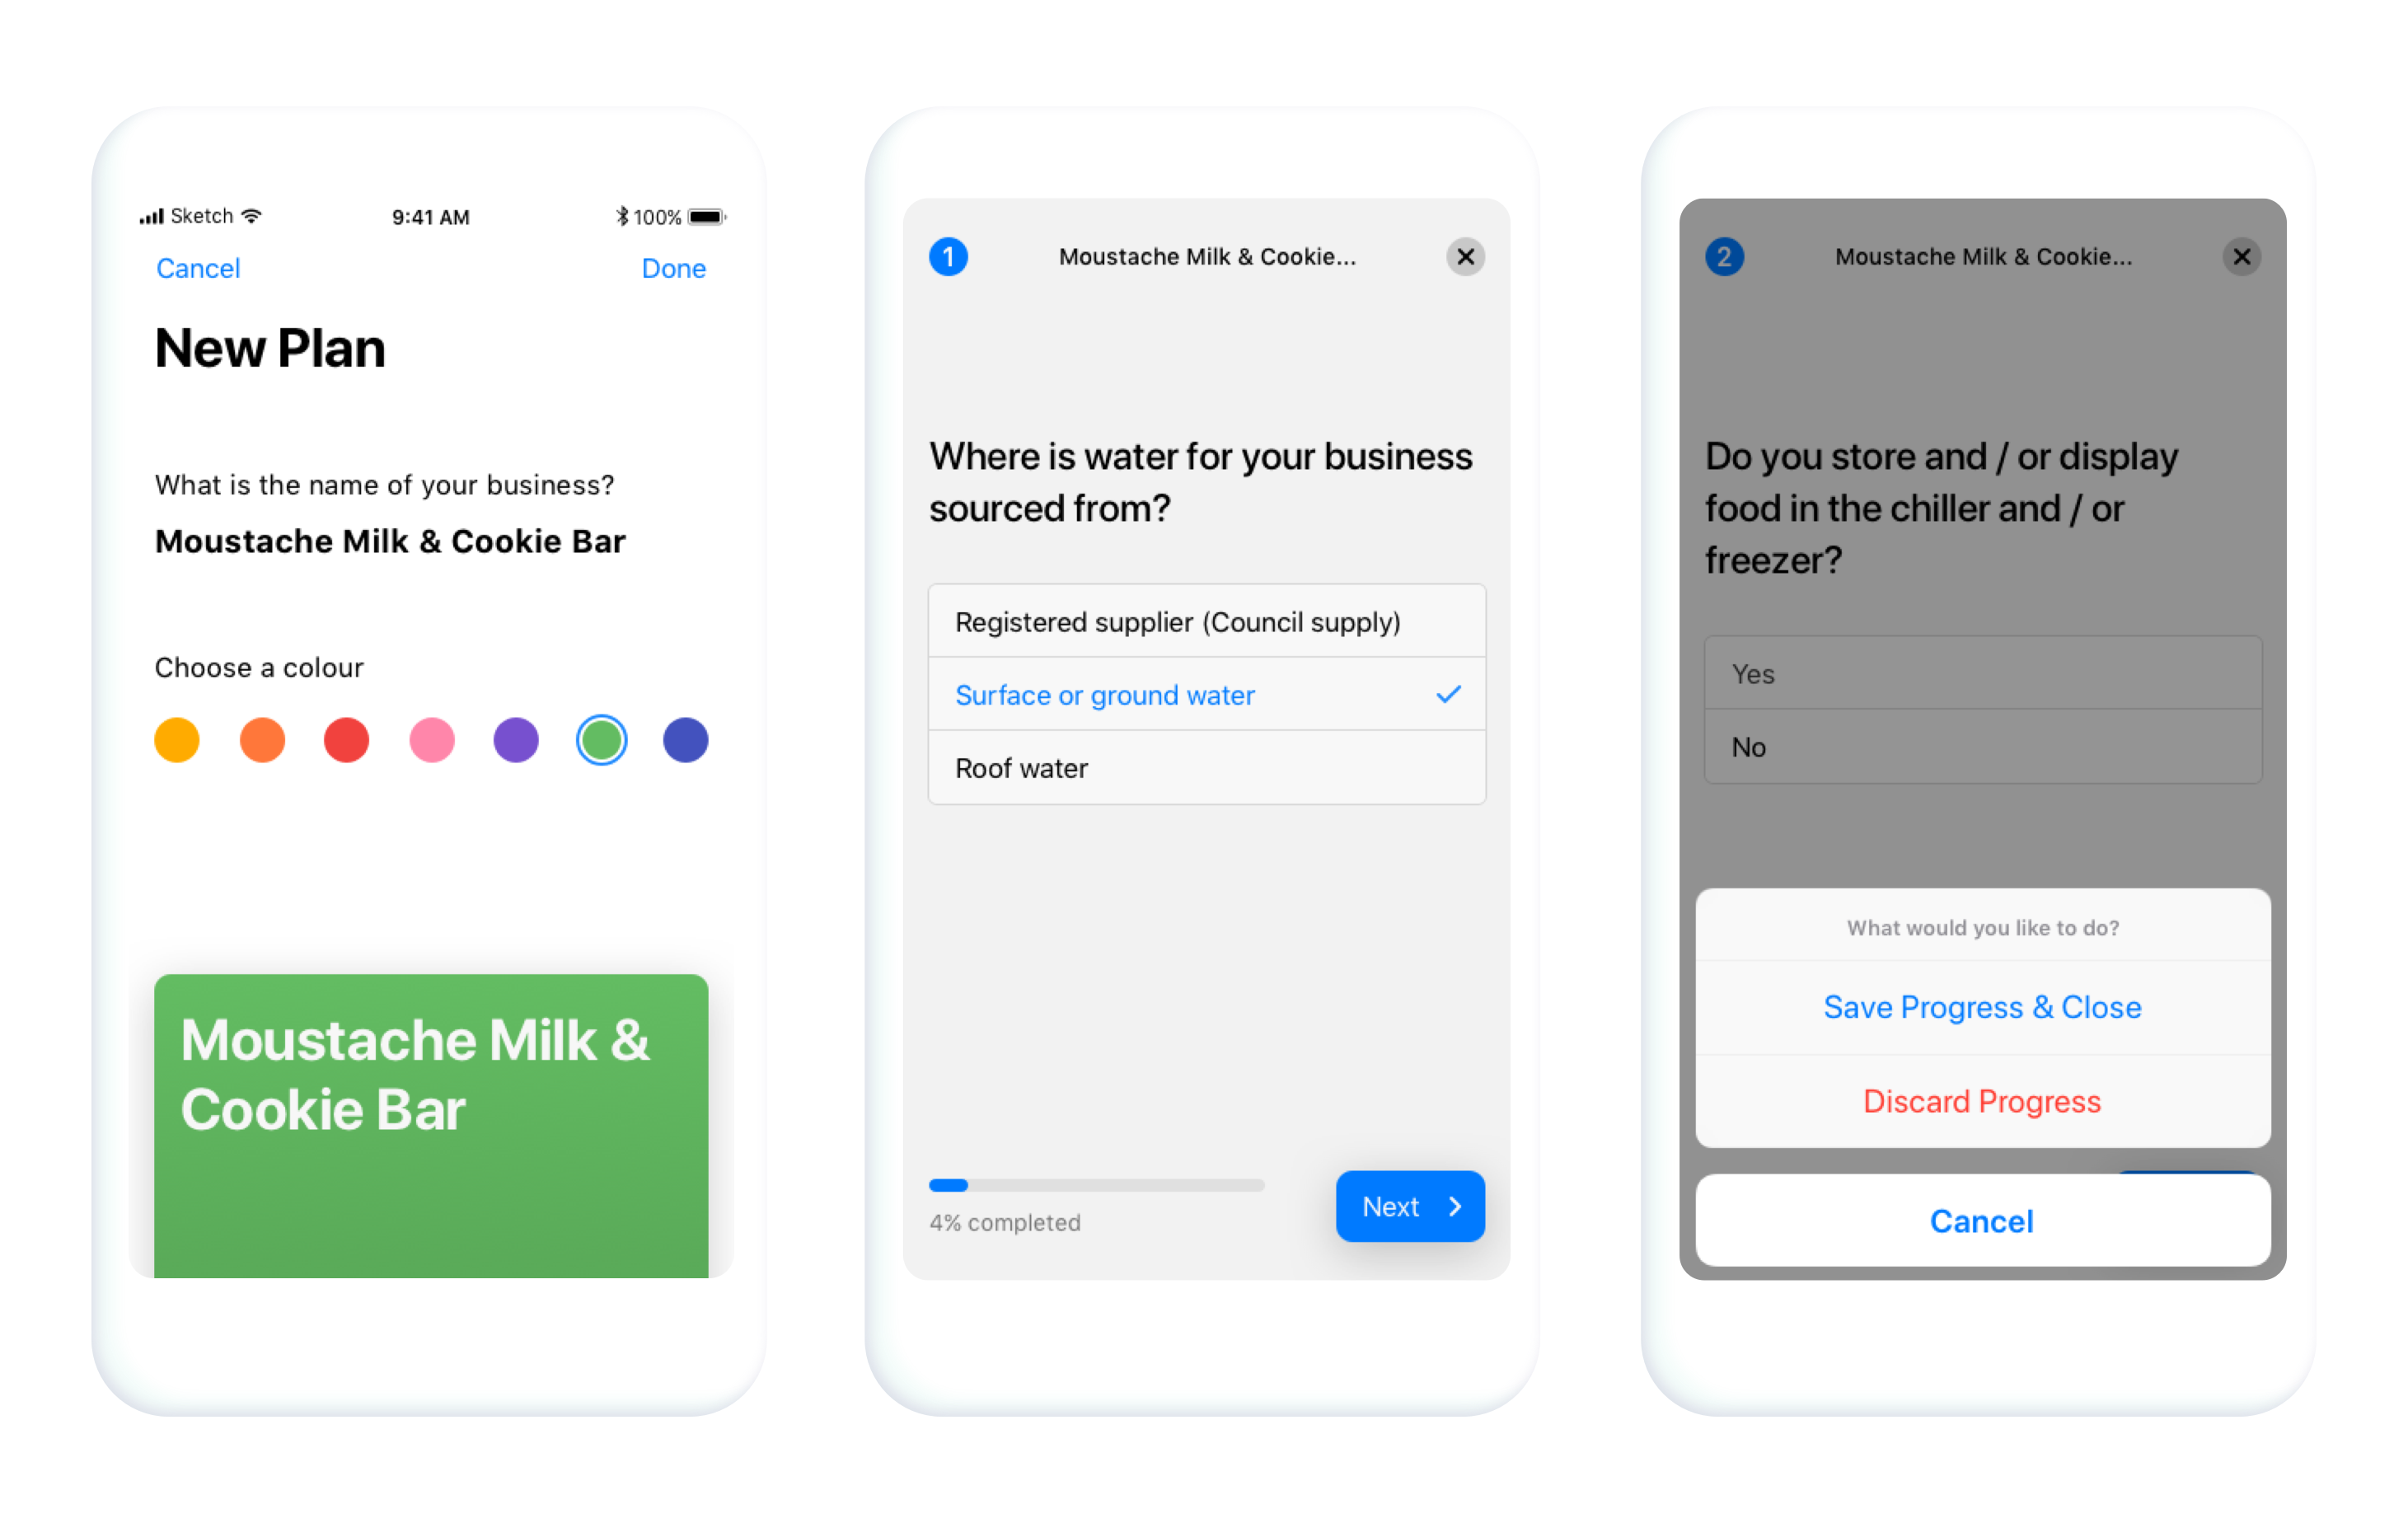 Sketch 9:41 AM 100%
Cancel Done
New Plan
What is the name of your business?
Moustache Milk & Cookie Bar
Choose a colour
Moustache Milk &
Cookie Bar
1 Moustache Milk & Cookie...
Where is water for your business
sourced from?
Registered supplier (Council supply)
Surface or ground water
Roof water
4% completed
Next
2 Moustache Milk & Cookie...
Do you store and / or display
food in the chiller and / or
freezer?
Yes
No
What would you like to do?
Save Progress & Close
Discard Progress
Cancel